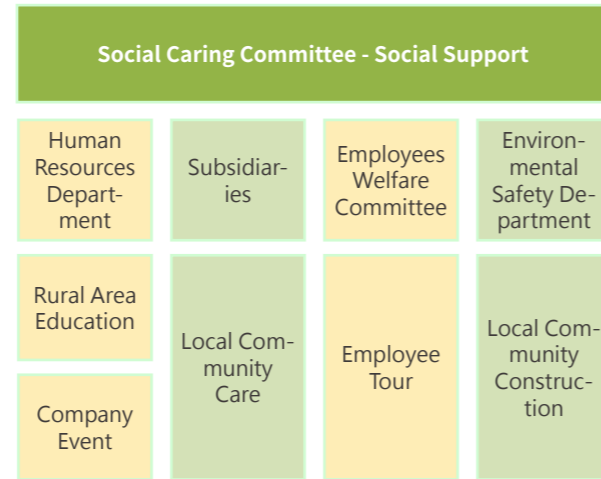 Social Caring Committee - Social Support
Human
Resources
Depart-
ment
Subsidiar-
ies
Employees
Welfare
Committee
Environ-
mental
Safety De-
partment
Rural Area
Education
Company
Event
Local Com-
munity
Care
Employee
Tour
Local Com-
munity
Construc-
tion